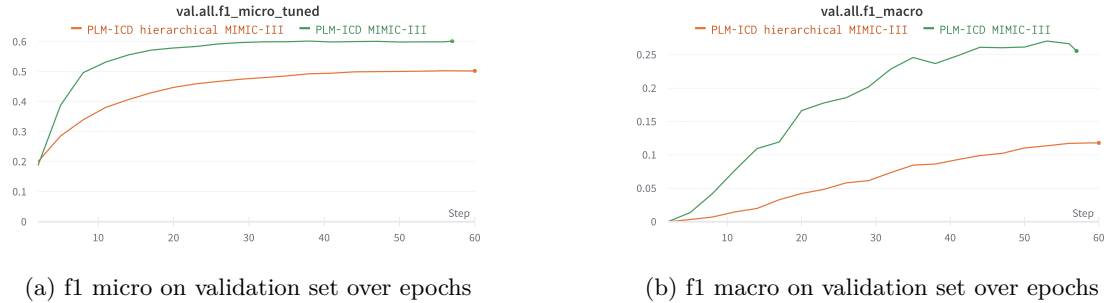 val.all.f1_micro_tuned
PLM-ICD hierarchical MIMIC-III PLM-ICD MIMIC-III
0.6
0.5
0.4
0.3
0.2
0.1
0
Step
10 20 30 40 50 60
(a) f1 micro on validation set over epochs
val.all.f1_macro
PLM-ICD hierarchical MIMIC-III PLM-ICD MIMIC-III
0.25
0.2
0.15
0.1
0.05
0
Step
10 20 30 40 50 60
(b) f1 macro on validation set over epochs